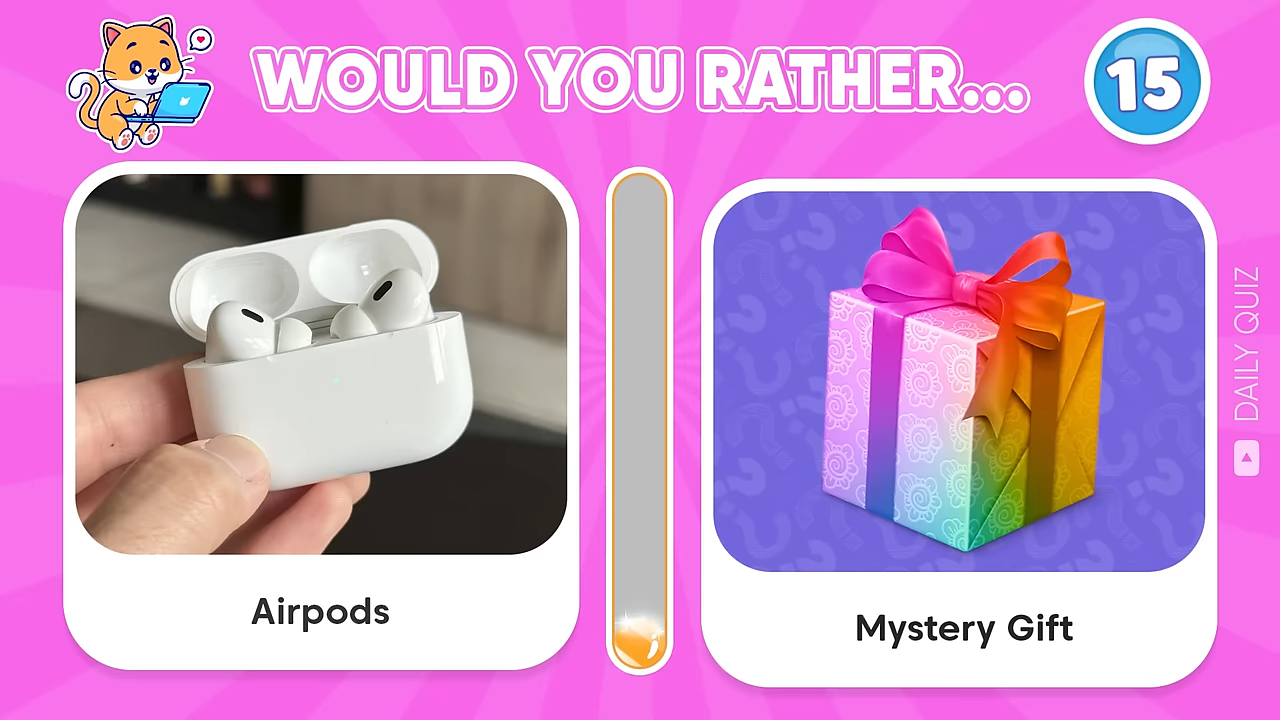 WOULD YOU RATHER...
15
Airpods
Mystery Gift
DAILY QUIZ